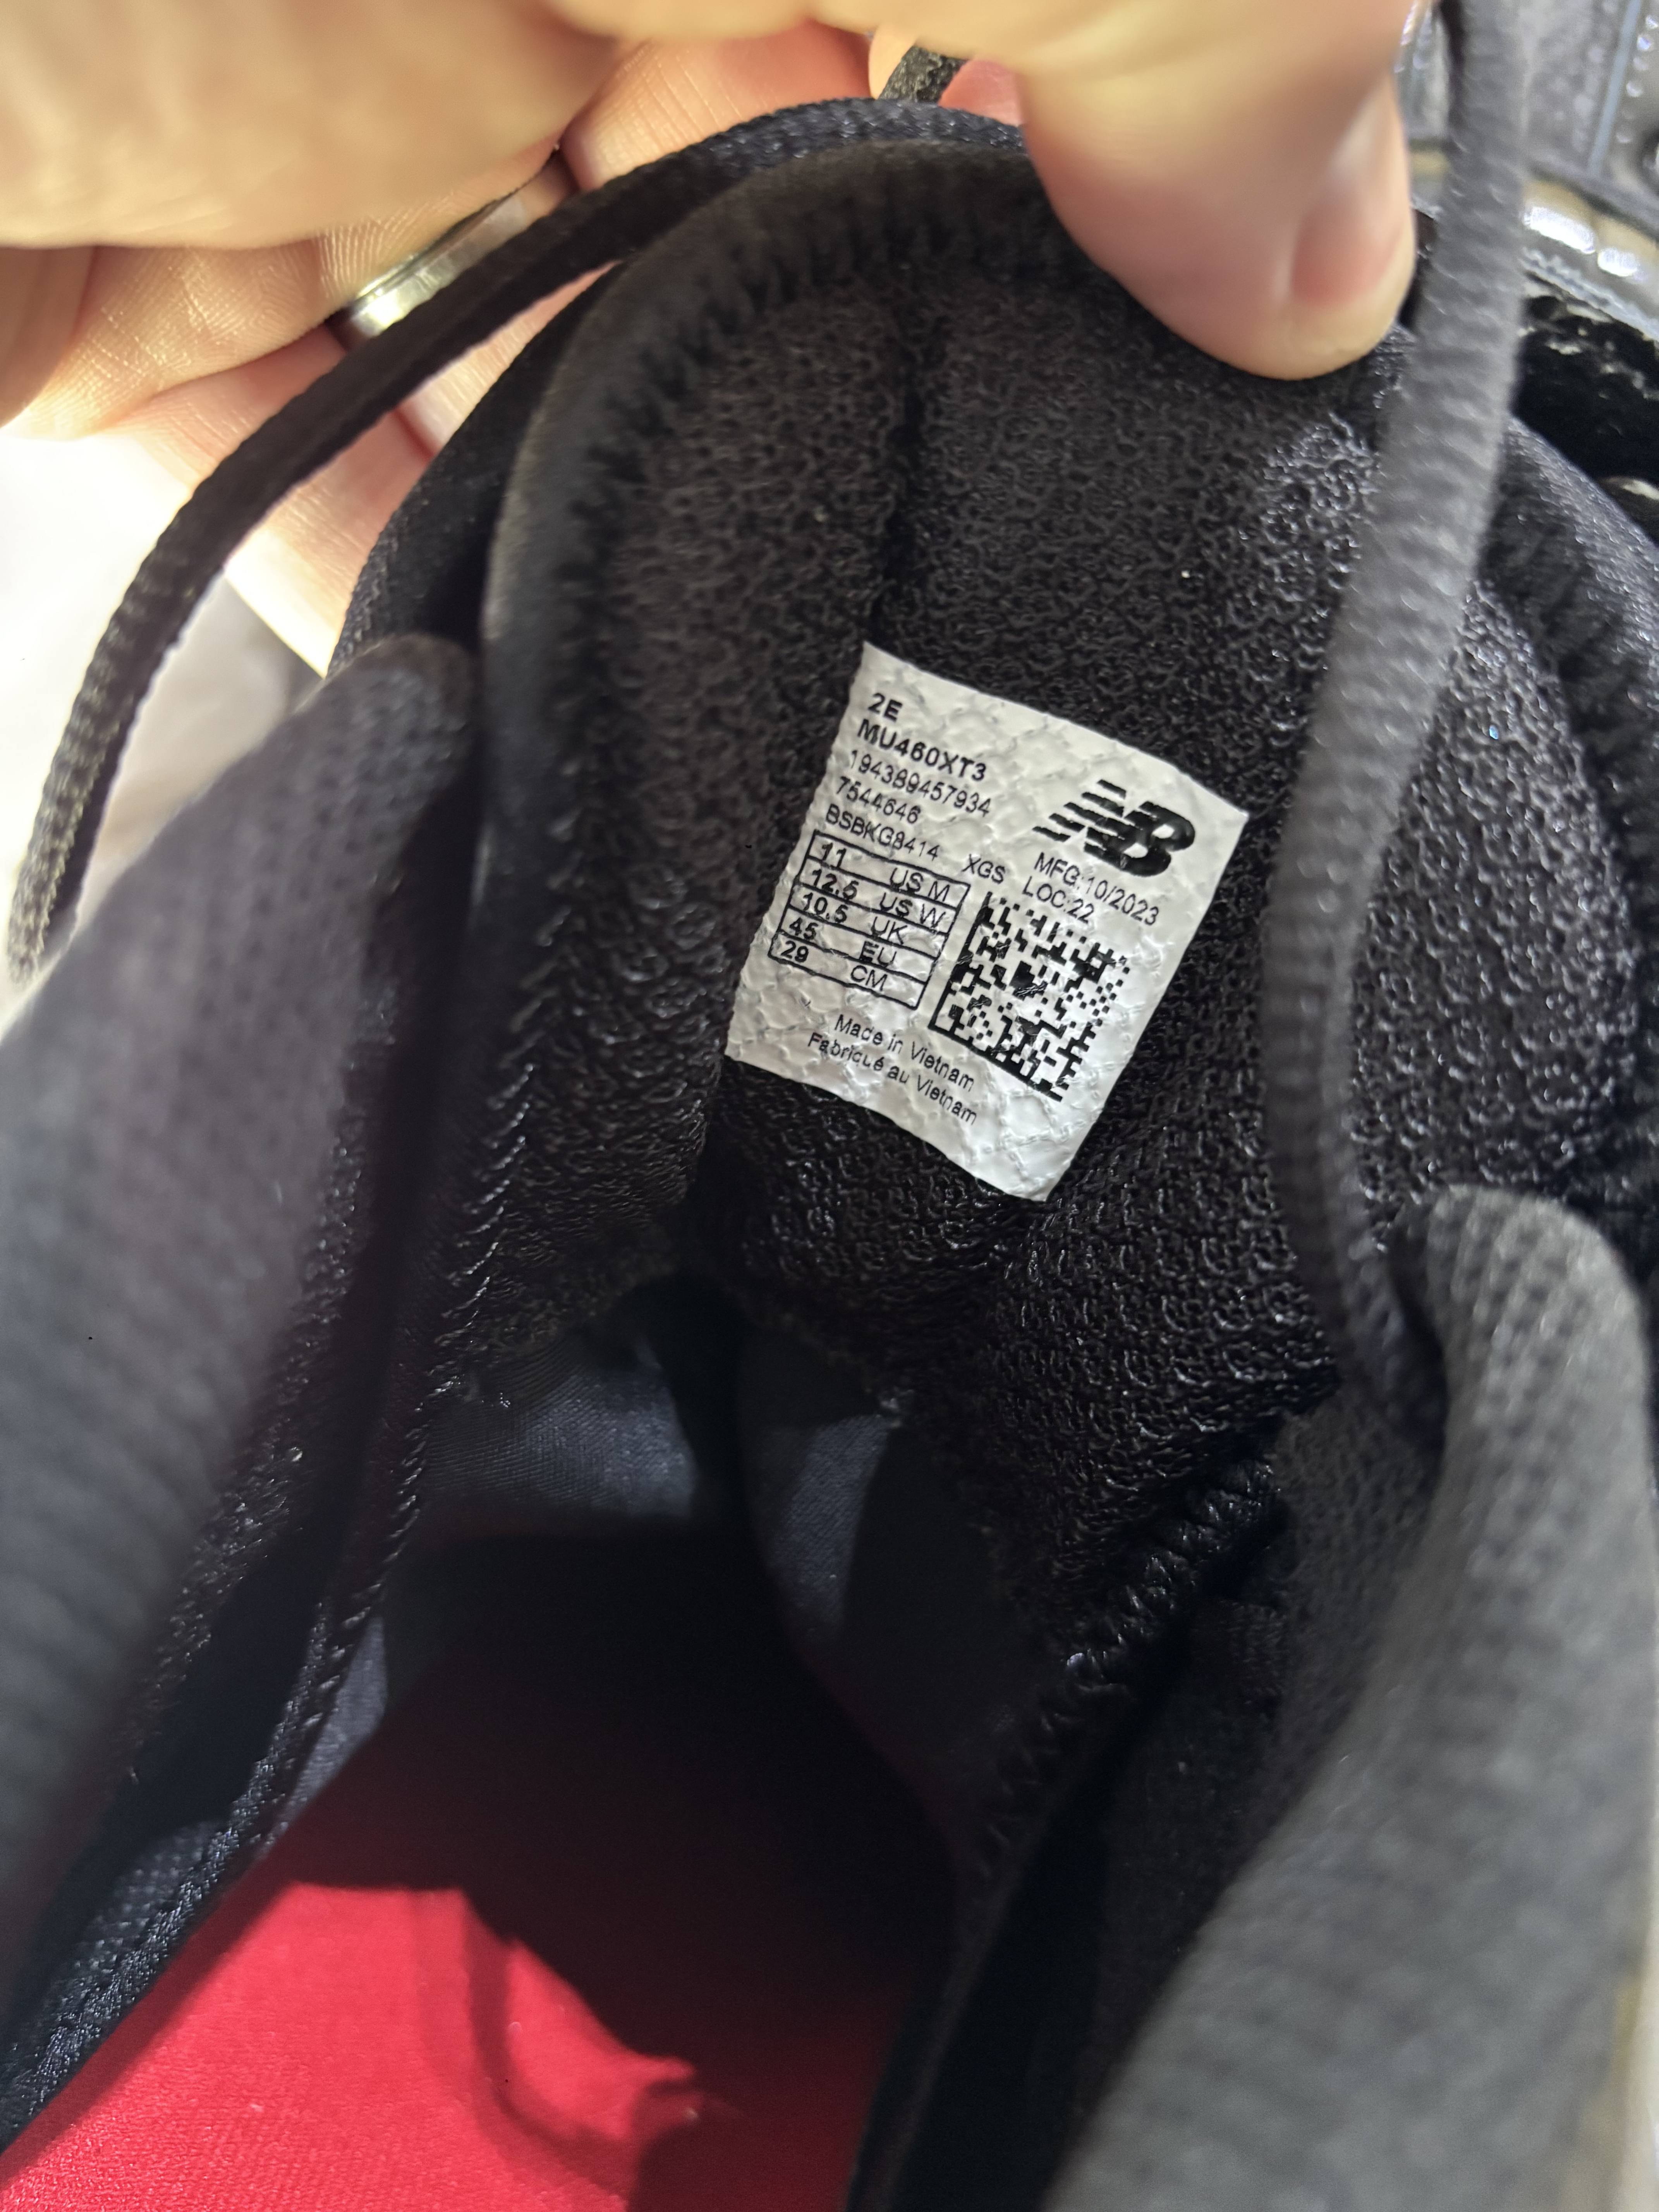 2E
MU460XT3
194389457934
7544646
BSBKG8414 XGS
NB
MFG:10/2023
LOC:22
11 US M
12.5 US W
10.5 UK
45 EU
29 CM
Made in Vietnam
Fabriqué au Vietnam